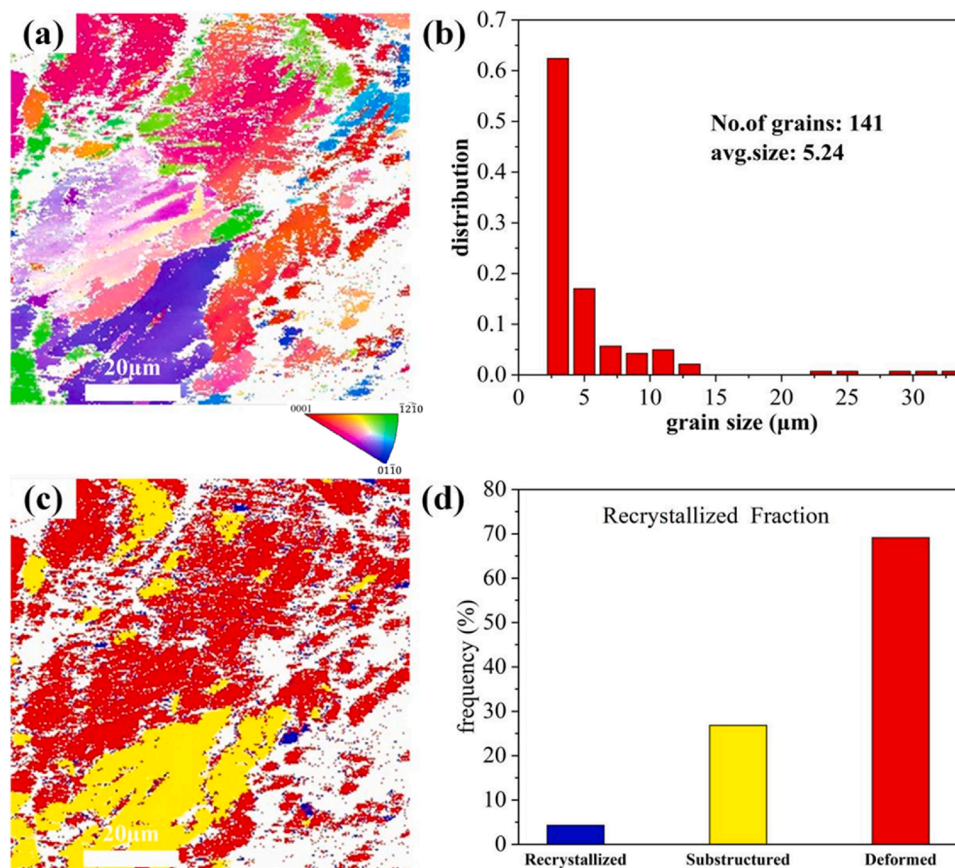 (a)
20μm
0001
1̅2̅10
011̅0
(b)
0.7
0.6
0.5
0.4
0.3
0.2
0.1
0.0
distribution
No.of grains: 141
avg.size: 5.24
0 5 10 15 20 25 30
grain size (μm)
(c)
20μm
(d)
80
70
60
50
40
30
20
10
0
frequency (%)
Recrystallized Fraction
Recrystallized Substructured Deformed